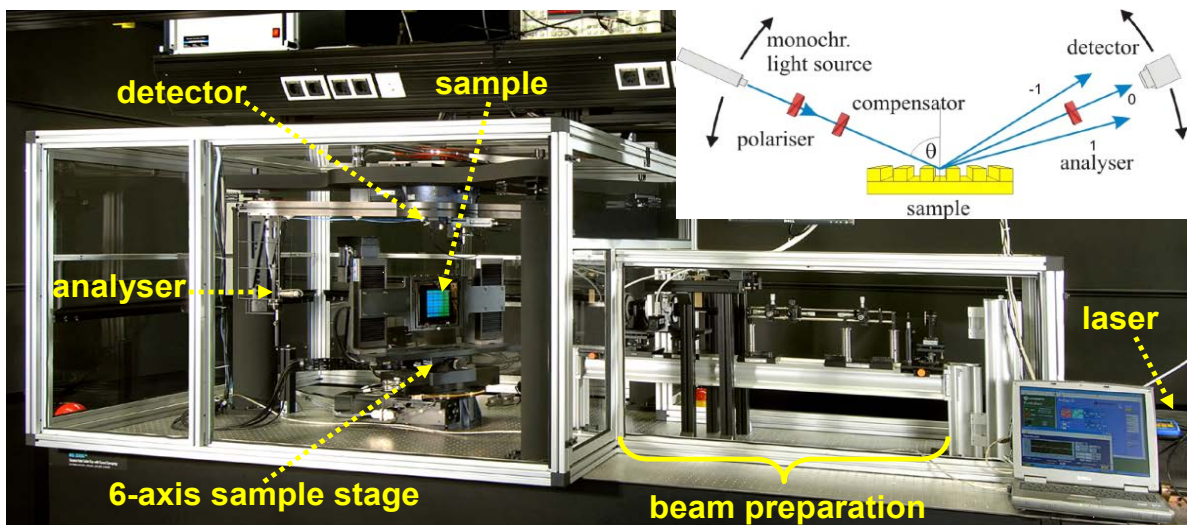 monochr.
light source
detector
-1
0
compensator
polariser
θ
1
analyser
sample
detector
sample
analyser
laser
6-axis sample stage
beam preparation
DELL